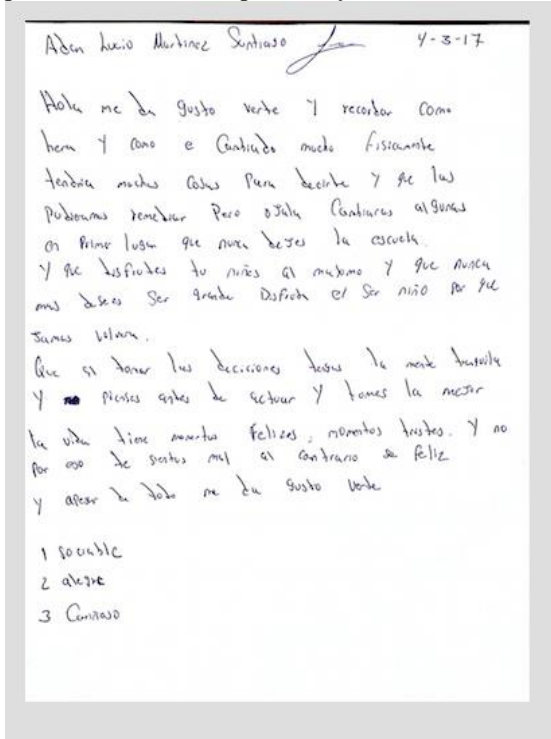 Adan Lucio Martinez Santiago 4-3-17
Hola me da gusto verte y recordar como
hera y como e cambiado mucho fisicamente
tendria muchas cosas para decirte y que las
pudieramos remediar pero ojala cambiaras algunas
en primer lugar que nunca dejes la escuela.
y que disfrutes tu niñes al maximo y que nunca
mas desees ser grande Disfruta el ser niño por que
jamas volvera.
Que al tomar las decisiones tengas la mente tranquila
y pienses antes de actuar y tomes la mejor
la vida tiene momentos felizes, momentos tristes. y no
por eso te sientas mal al contrario se feliz
y apesar de todo me da gusto verte
1 sociable
2 alegre
3